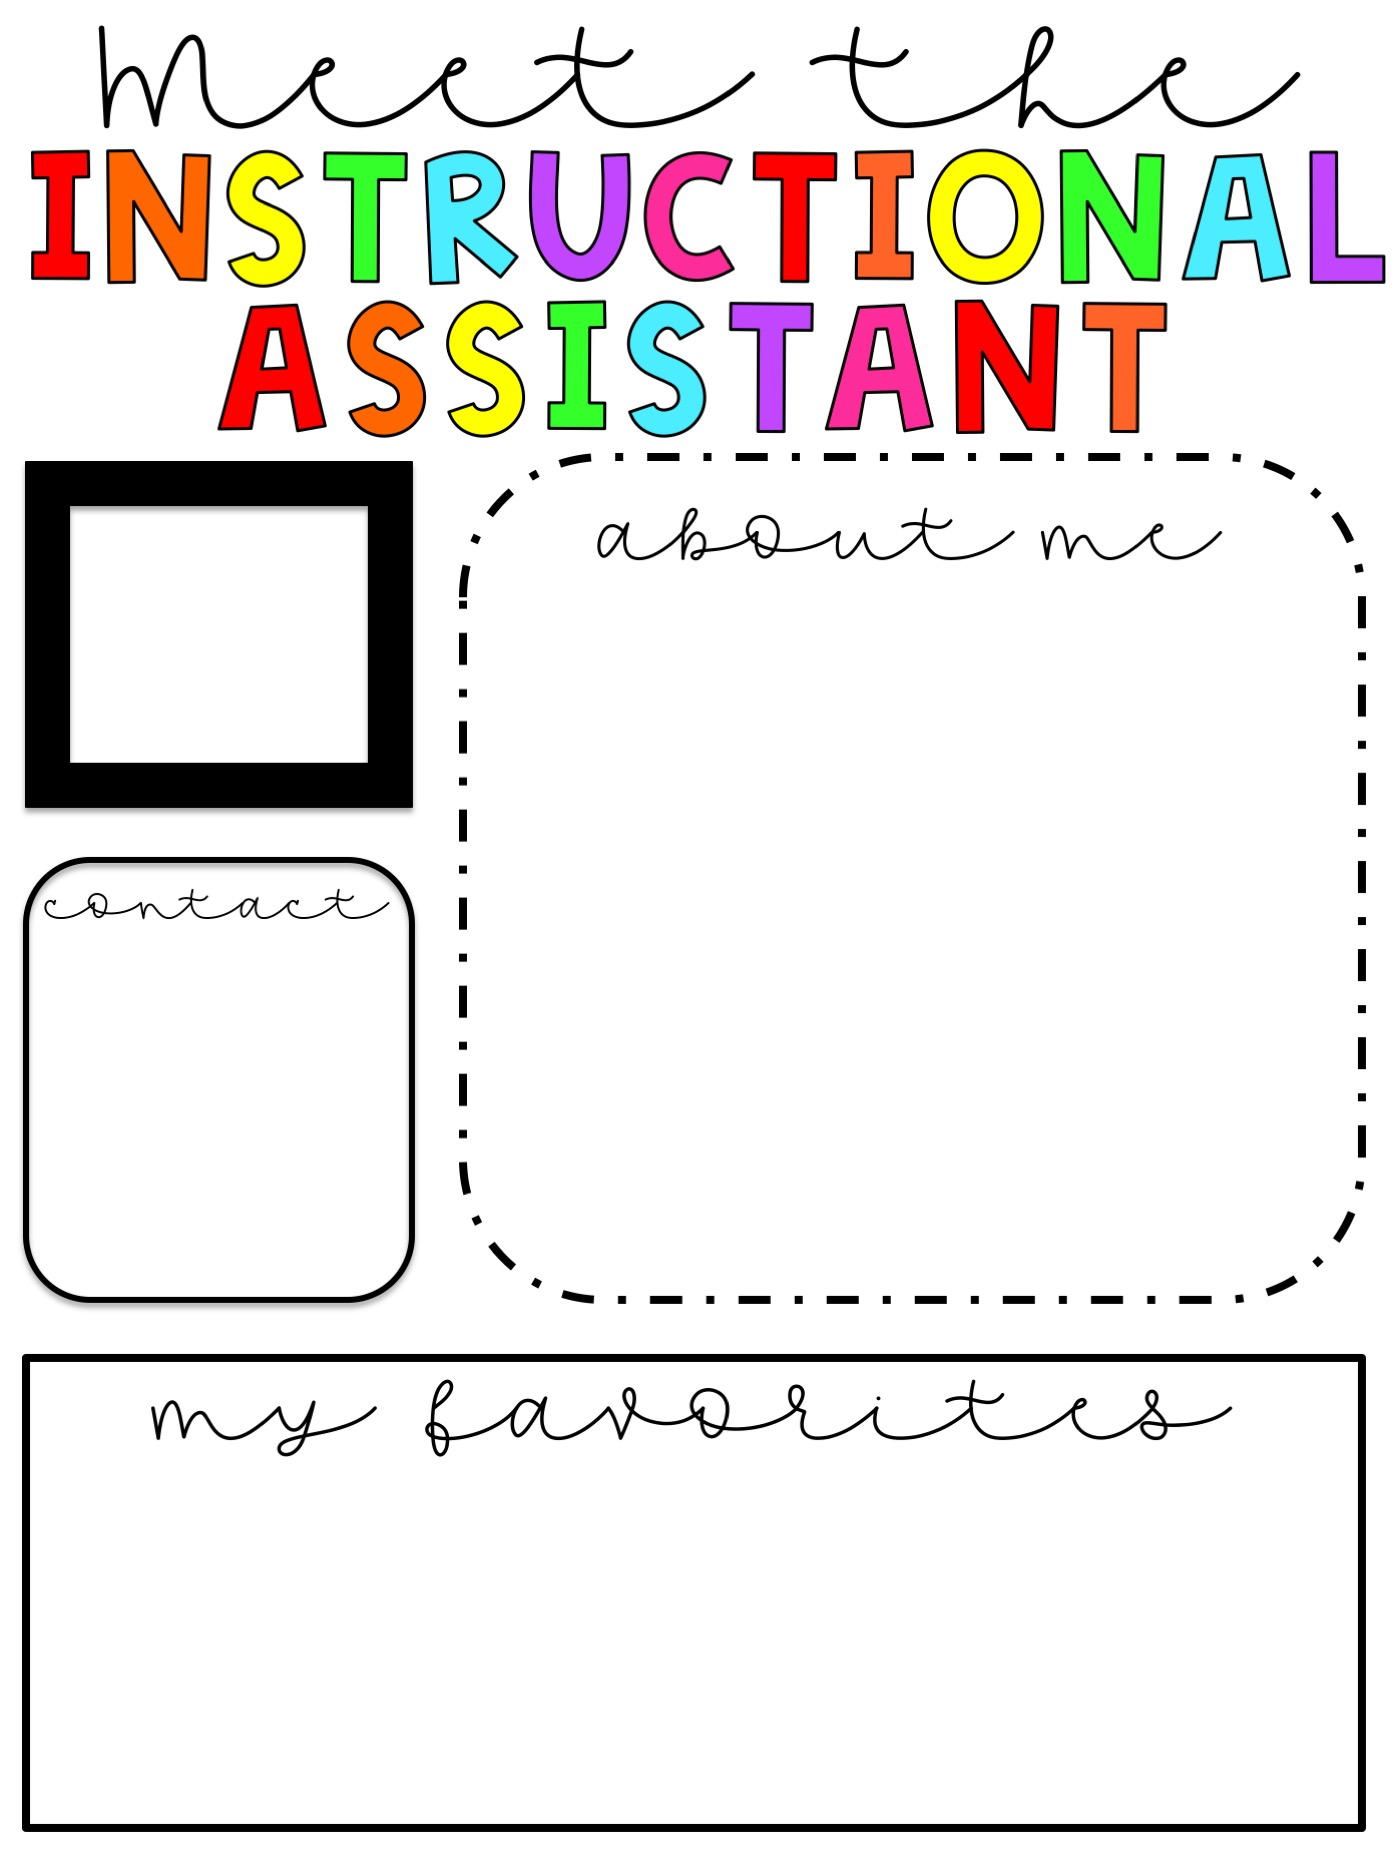 Meet the
INSTRUCTIONAL
ASSISTANT
about me
contact
my favorites